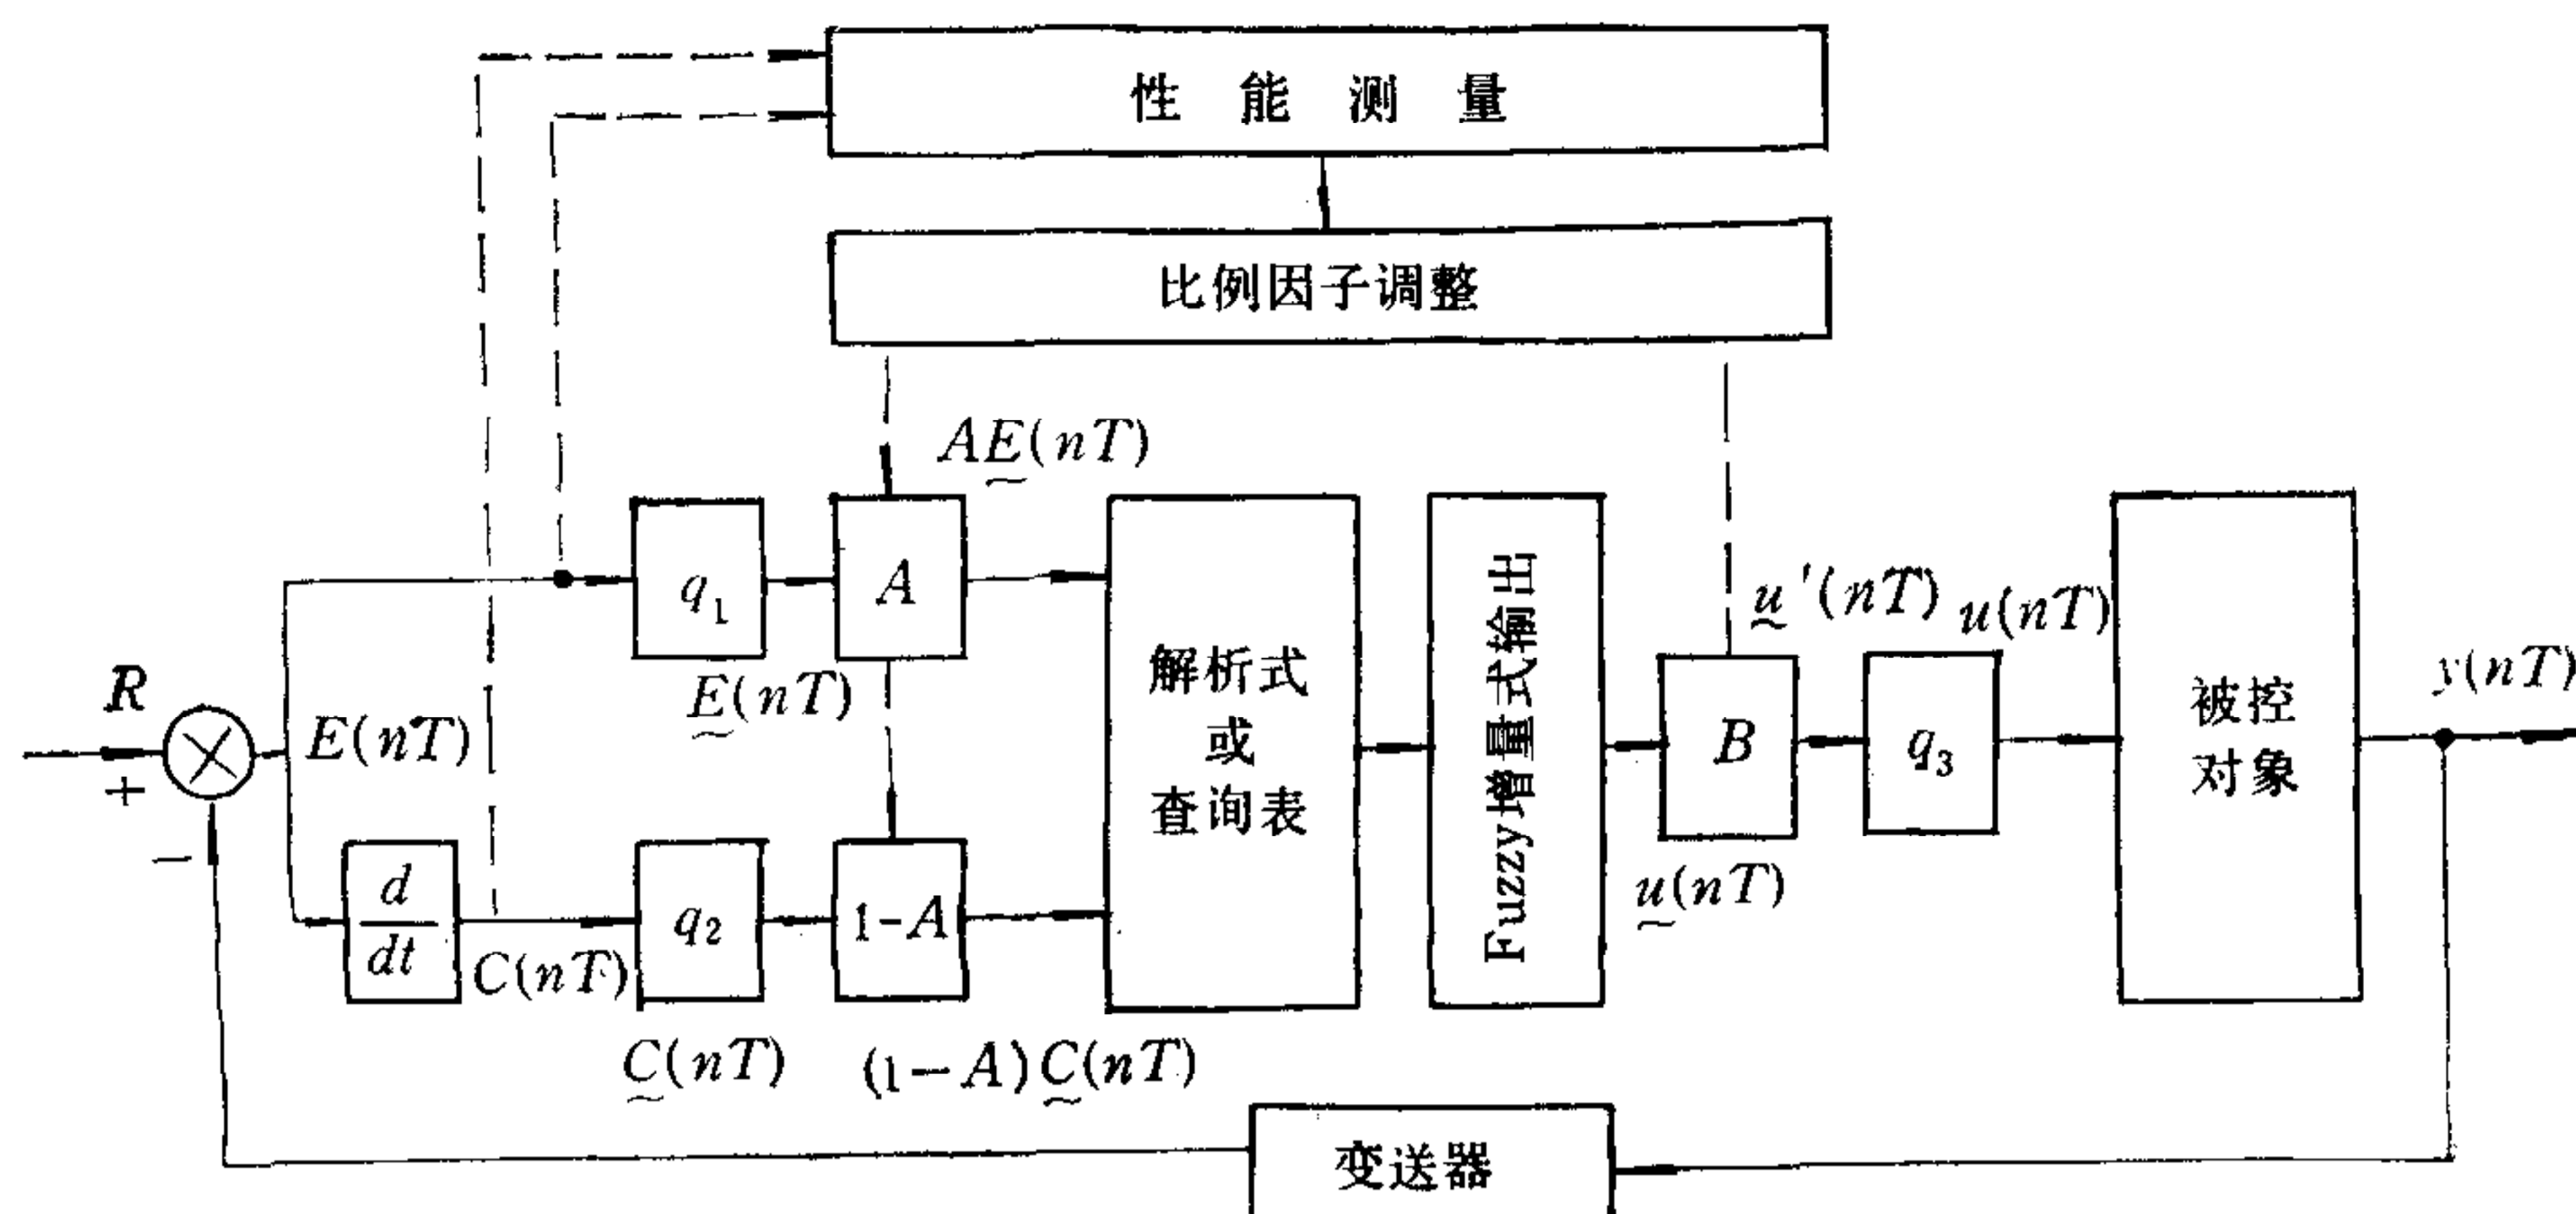 性 能 测 量
比例因子调整
AḚ(nT)
q₁
A
Ḛ(nT)
R
+
−
E(nT)
d
dt
C(nT)
q₂
1-A
C̰(nT)
(1-A)C̰(nT)
解析式
或
查询表
Fuzzy增量式输出
ṵ(nT)
B
ṵ'(nT)
q₃
u(nT)
被控
对象
y(nT)
变送器